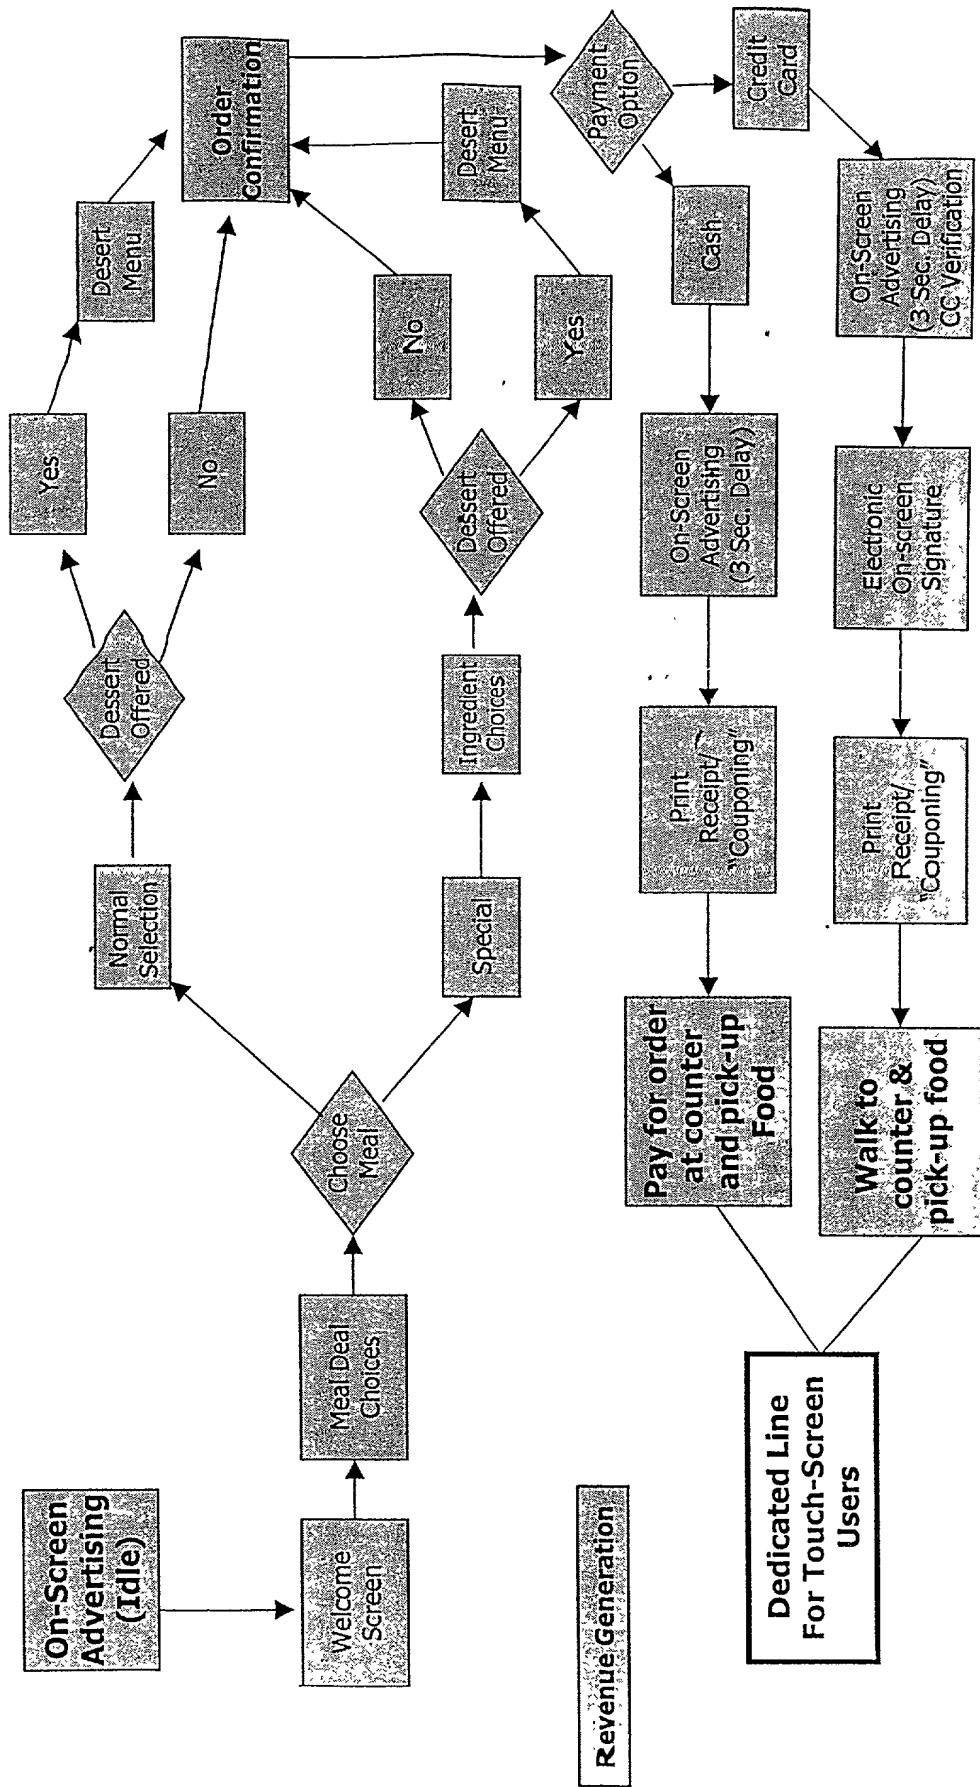 On-Screen
Advertising
(Idle)
Welcome
Screen
Meal Deal
Choices
Choose
Meal
Normal
Selection
Dessert
Offered
Yes
Desert
Menu
No
Order
Confirmation
Special
Ingredient
Choices
Dessert
Offered
No
Yes
Desert
Menu
Payment
Option
Cash
On-Screen
Advertising
(3 Sec. Delay)
Print
Receipt/
"Couponing"
Pay for order
at counter
and pick-up
Food
Credit
Card
On-Screen
Advertising
(3 Sec. Delay)
CC Verification
Electronic
On-screen
Signature
Print
Receipt/
"Couponing"
Walk to
counter &
pick-up food
Dedicated Line
For Touch-Screen
Users
Revenue Generation